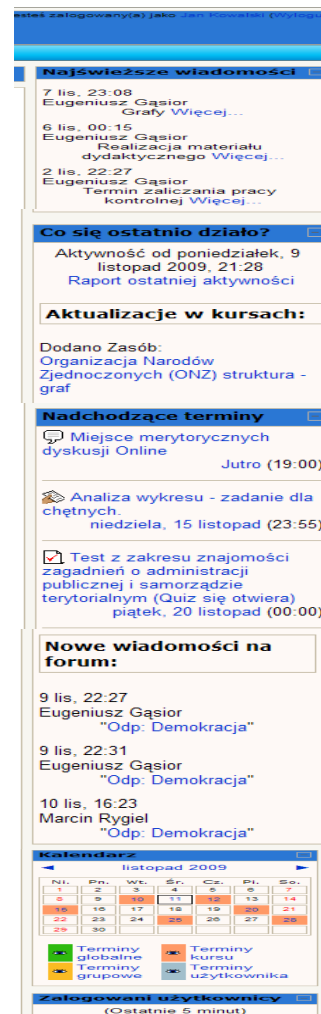 jesteś zalogowany(a) jako Jan Kowalski (Wylogu
Najświeższe wiadomości
7 lis, 23:08
Eugeniusz Gąsior
Grafy Więcej...
6 lis, 00:15
Eugeniusz Gąsior
Realizacja materiału
dydaktycznego Więcej...
2 lis, 22:27
Eugeniusz Gąsior
Termin zaliczania pracy
kontrolnej Więcej...
Co się ostatnio działo?
Aktywność od poniedziałek, 9
listopad 2009, 21:28
Raport ostatniej aktywności
Aktualizacje w kursach:
Dodano Zasób:
Organizacja Narodów
Zjednoczonych (ONZ) struktura -
graf
Nadchodzące terminy
Miejsce merytorycznych
dyskusji Online
Jutro (19:00)
Analiza wykresu - zadanie dla
chętnych.
niedziela, 15 listopad (23:55)
Test z zakresu znajomości
zagadnień o administracji
publicznej i samorządzie
terytorialnym (Quiz się otwiera)
piątek, 20 listopad (00:00)
Nowe wiadomości na
forum:
9 lis, 22:27
Eugeniusz Gąsior
"Odp: Demokracja"
9 lis, 22:31
Eugeniusz Gąsior
"Odp: Demokracja"
10 lis, 16:23
Marcin Rygiel
"Odp: Demokracja"
Kalendarz
◄ listopad 2009 ►
Ni. Pn. Wt. Śr. Cz. Pi. So.
1 2 3 4 5 6 7
8 9 10 11 12 13 14
15 16 17 18 19 20 21
22 23 24 25 26 27 28
29 30
Terminy globalne Terminy kursu
Terminy grupowe Terminy użytkownika
Zalogowani użytkownicy
(Ostatnie 5 minut)